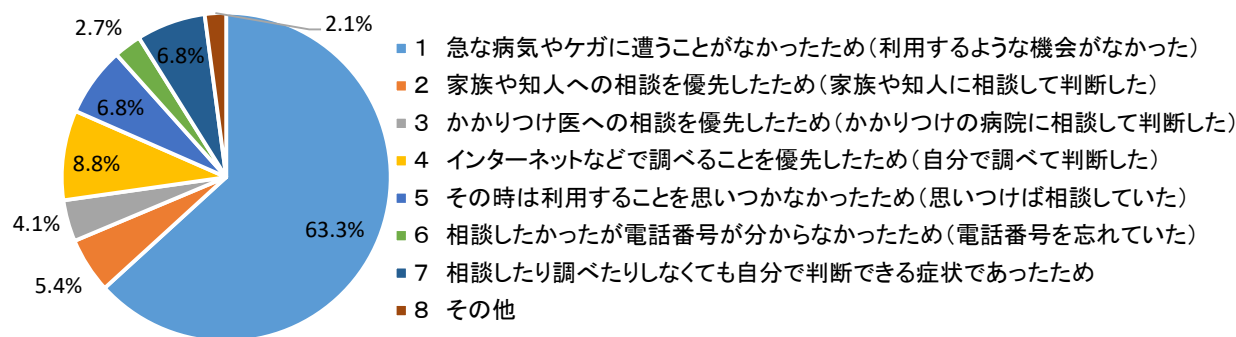 2.7%
6.8%
2.1%
6.8%
8.8%
4.1%
5.4%
63.3%
１ 急な病気やケガに遭うことがなかったため（利用するような機会がなかった）
２ 家族や知人への相談を優先したため（家族や知人に相談して判断した）
３ かかりつけ医への相談を優先したため（かかりつけの病院に相談して判断した）
４ インターネットなどで調べることを優先したため（自分で調べて判断した）
５ その時は利用することを思いつかなかったため（思いつけば相談していた）
６ 相談したかったが電話番号が分からなかったため（電話番号を忘れていた）
７ 相談したり調べたりしなくても自分で判断できる症状であったため
８ その他